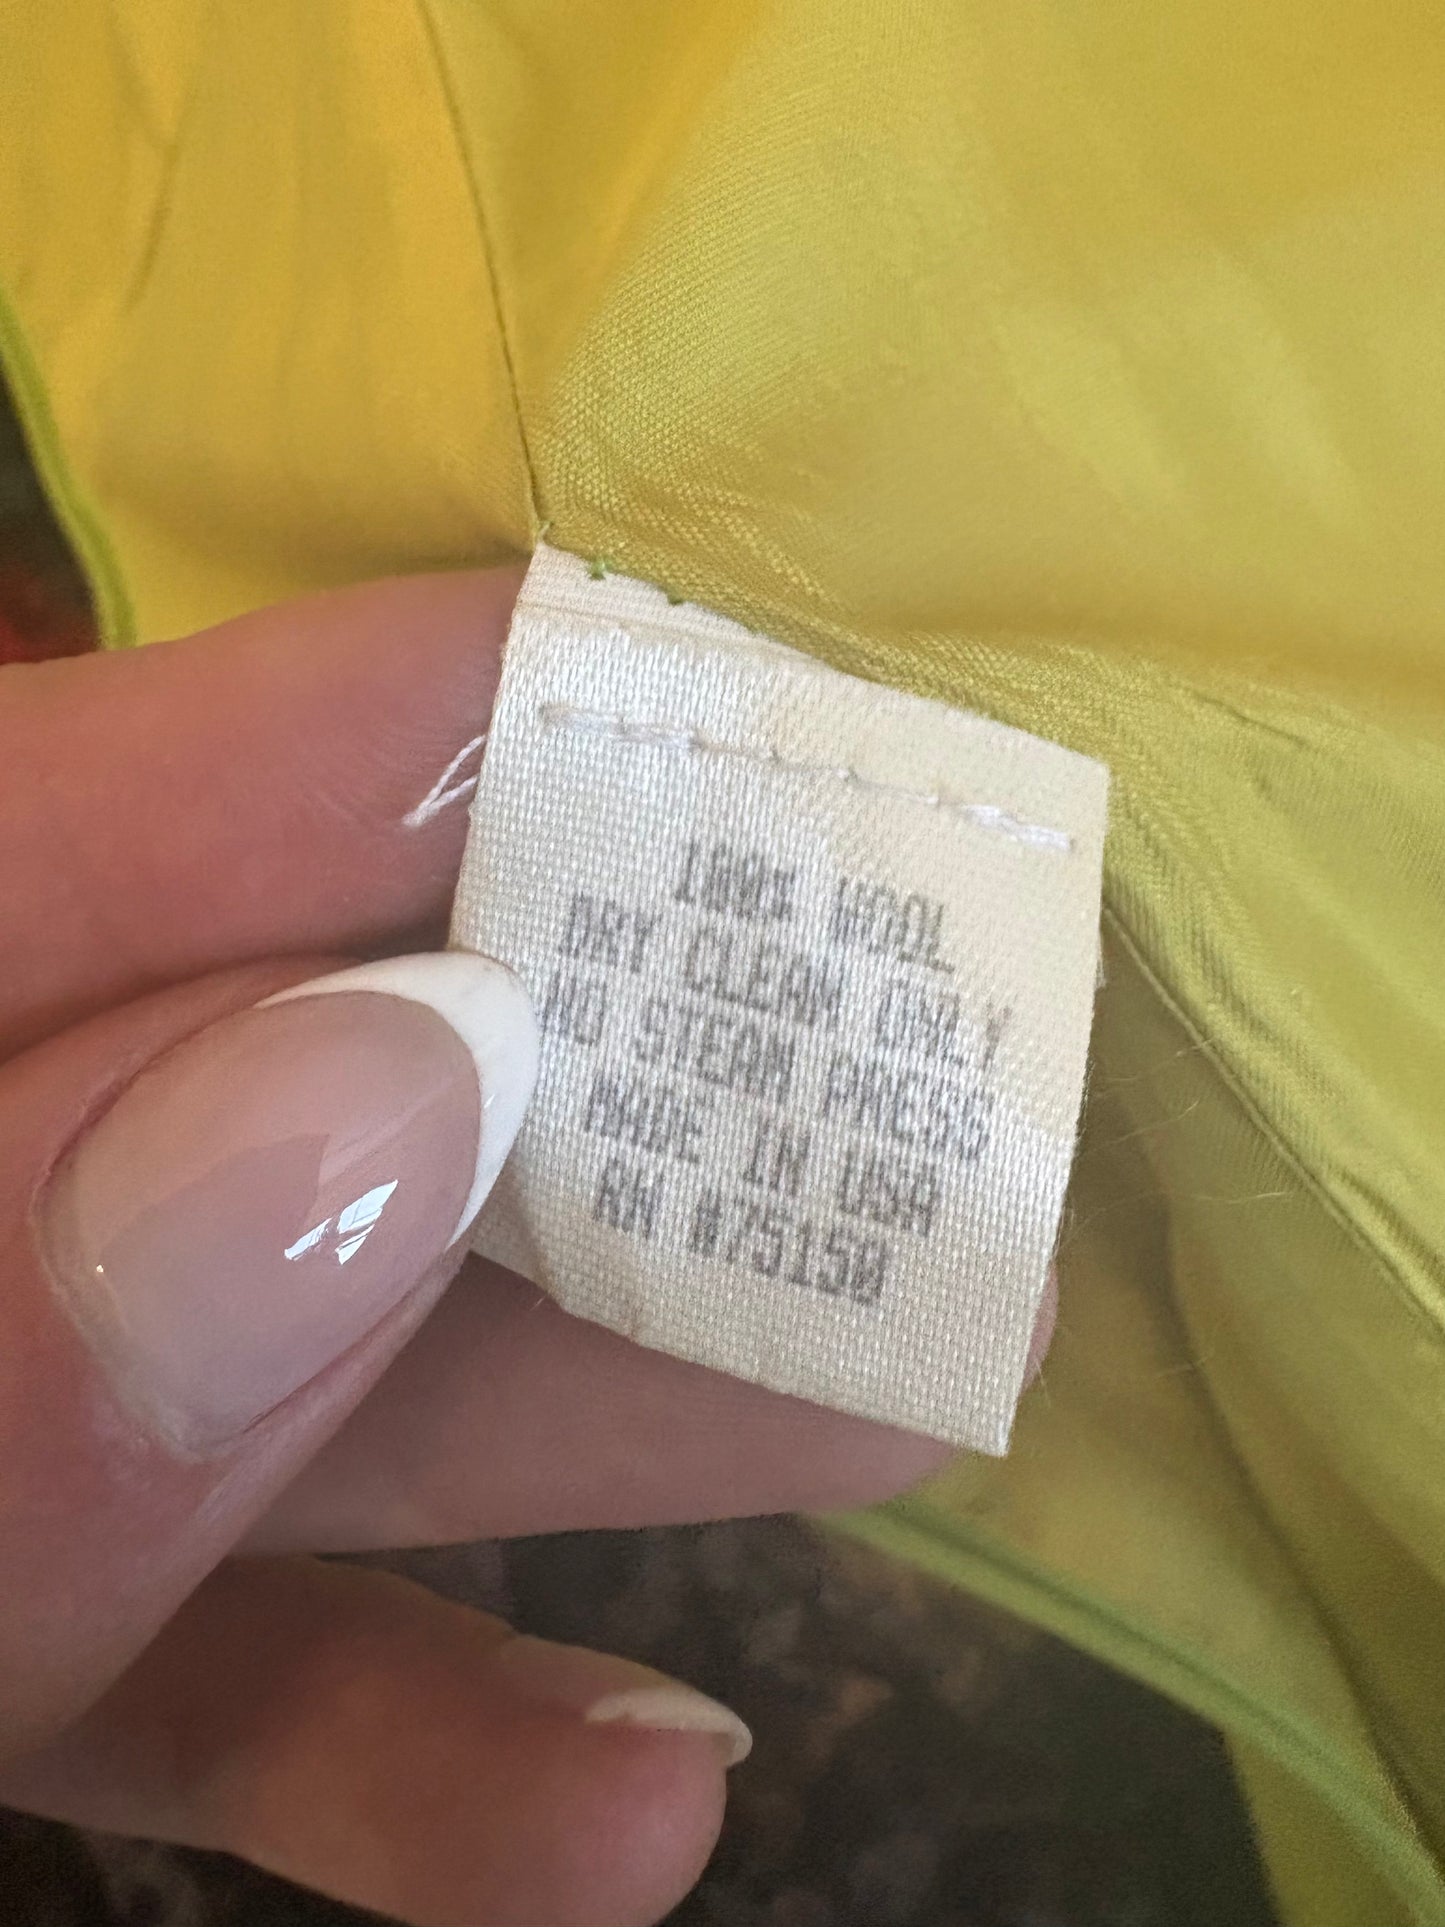 100% WOOL
DRY CLEAN ONLY
NO STEAM PRESS
MADE IN USA
RN #75150